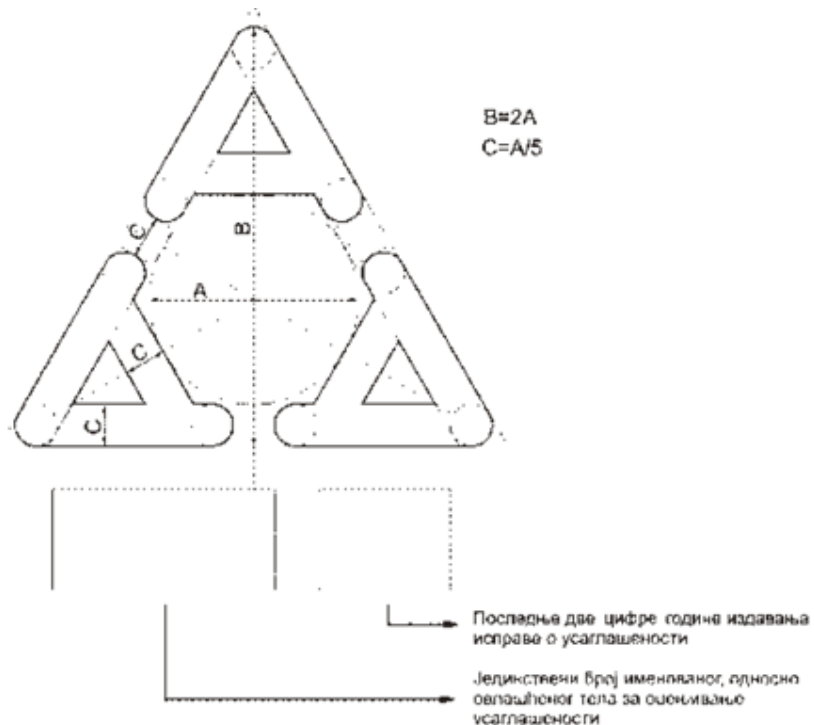 B=2A
C=A/5
C
B
A
C
C
Последње две цифре године издавања
исправе о усаглашености
Јединствени број именованог, односно
овлашћеног тела за оцењивање
усаглашености